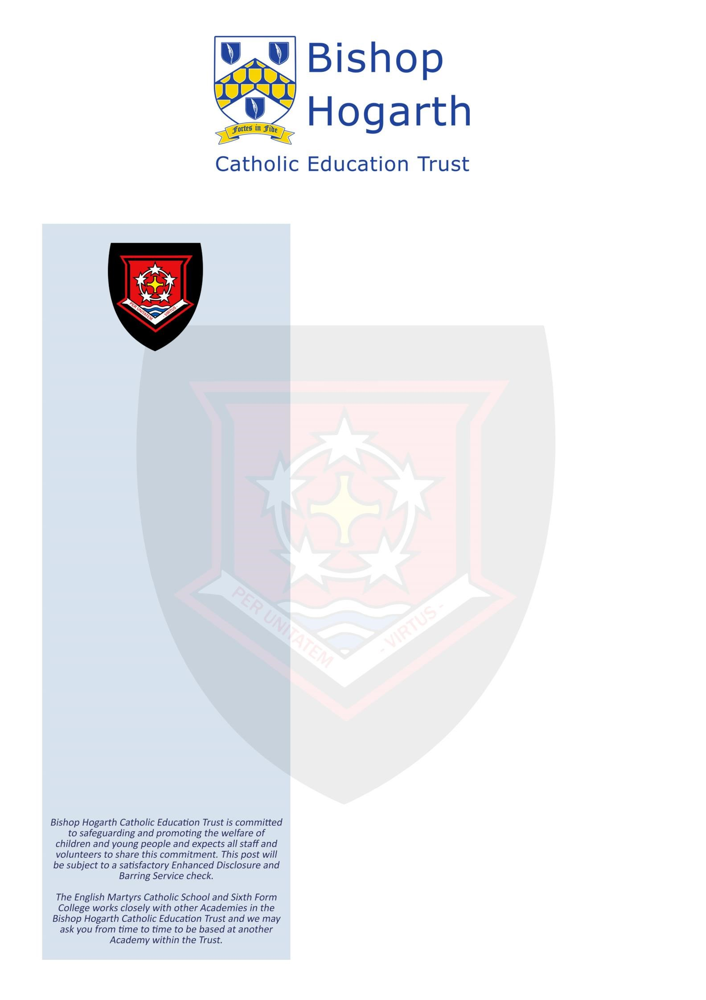 Bishop
Hogarth
Fortes in Fide
Catholic Education Trust
PER UNITATEM - VIRTUS -
PER UNITATEM - VIRTUS -
Bishop Hogarth Catholic Education Trust is committed
to safeguarding and promoting the welfare of
children and young people and expects all staff and
volunteers to share this commitment. This post will
be subject to a satisfactory Enhanced Disclosure and
Barring Service check.
The English Martyrs Catholic School and Sixth Form
College works closely with other Academies in the
Bishop Hogarth Catholic Education Trust and we may
ask you from time to time to be based at another
Academy within the Trust.